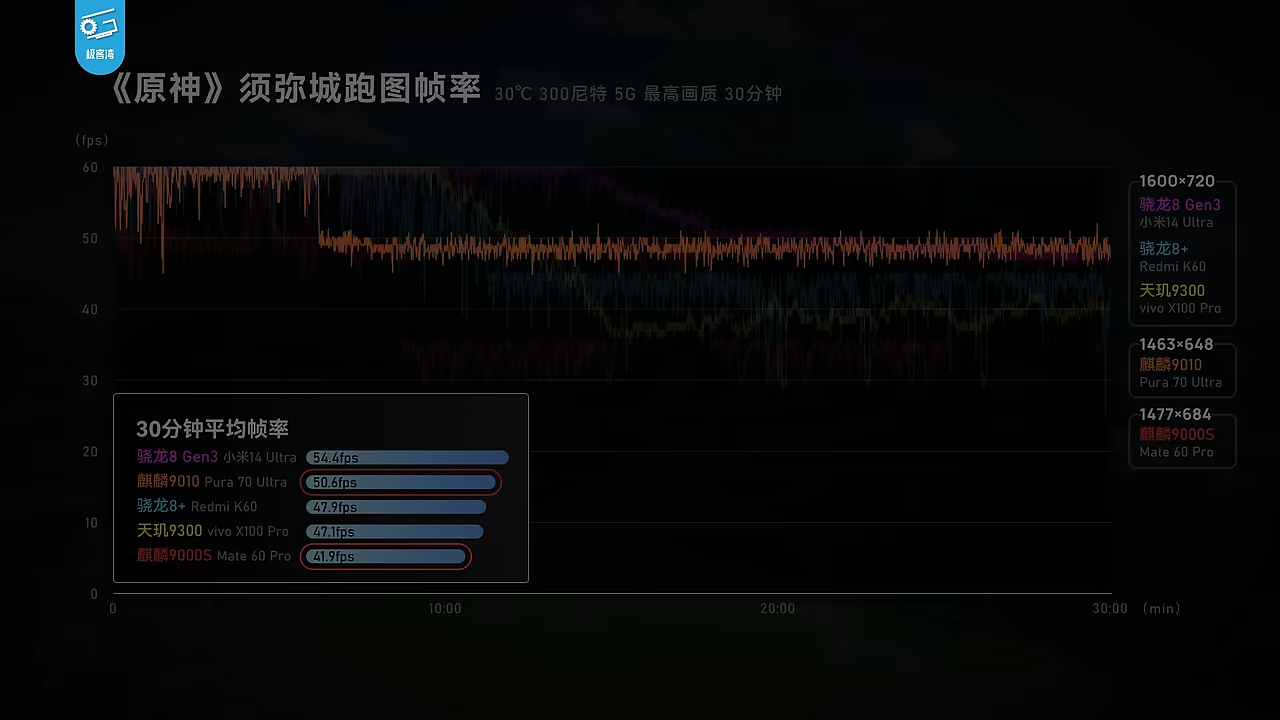 极客湾
《原神》须弥城跑图帧率 30℃ 300尼特 5G 最高画质 30分钟
(fps)
60
50
40
30
20
10
0
0
10:00
20:00
30:00 (min)
1600×720
骁龙8 Gen3
小米14 Ultra
骁龙8+
Redmi K60
天玑9300
vivo X100 Pro
1463×648
麒麟9010
Pura 70 Ultra
1477×684
麒麟9000S
Mate 60 Pro
30分钟平均帧率
骁龙8 Gen3 小米14 Ultra 54.4fps
麒麟9010 Pura 70 Ultra 50.6fps
骁龙8+ Redmi K60 47.9fps
天玑9300 vivo X100 Pro 47.1fps
麒麟9000S Mate 60 Pro 41.9fps